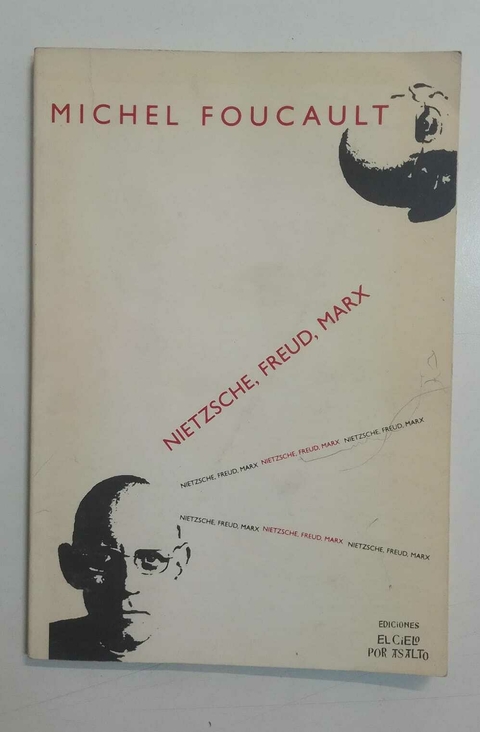 MICHEL FOUCAULT
NIETZSCHE, FREUD, MARX
NIETZSCHE, FREUD, MARX NIETZSCHE, FREUD, MARX NIETZSCHE, FREUD, MARX
NIETZSCHE, FREUD, MARX NIETZSCHE, FREUD, MARX NIETZSCHE, FREUD, MARX
EDICIONES
EL CiELO
POR ASALTO